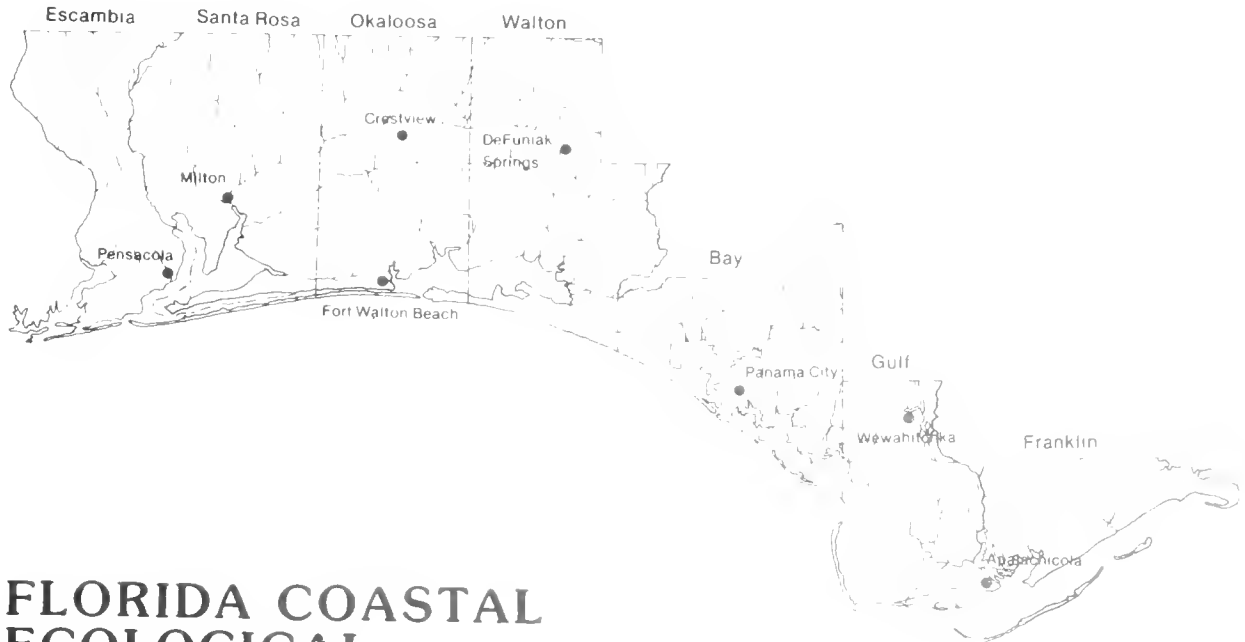 Escambia Santa Rosa Okaloosa Walton
Crestview
DeFuniak
Springs
Milton
Pensacola
Bay
Fort Walton Beach
Gulf
Panama City
Wewahitchka
Franklin
Apalachicola
FLORIDA COASTAL
ECOLOGICAL